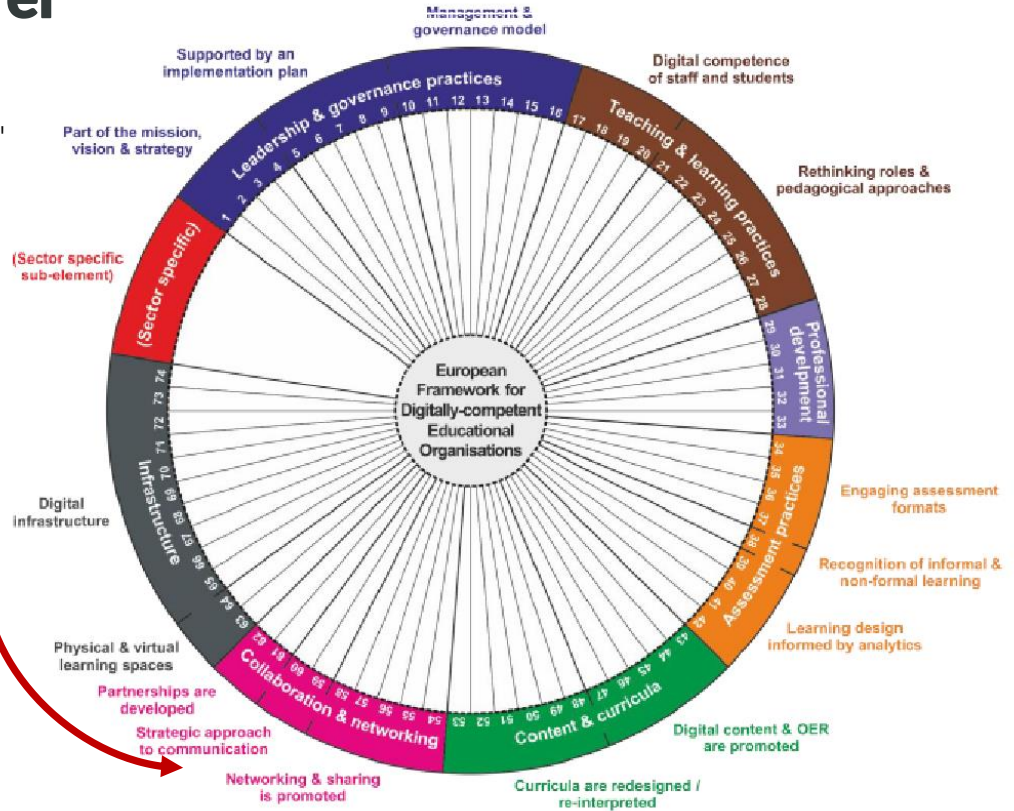 er
Management &
governance model
Supported by an
implementation plan
Part of the mission,
vision & strategy
(Sector specific
sub-element)
Digital
infrastructure
Physical & virtual
learning spaces
Partnerships are
developed
Strategic approach
to communication
Networking & sharing
is promoted
Curricula are redesigned /
re-interpreted
Digital content & OER
are promoted
Learning design
informed by analytics
Recognition of informal &
non-formal learning
Engaging assessment
formats
Rethinking roles &
pedagogical approaches
Digital competence
of staff and students
Leadership & governance practices
Teaching & learning practices
Professional
develpment
Assessment practices
Content & curricula
Collaboration & networking
Infrastructure
(Sector specific)
1 2 3 4 5 6 7 8 9 10 11 12 13 14 15 16
17 18 19 20 21 22 23 24 25 26 27 28
29 30 31 32 33
34 35 36 37 38 39 40 41 42
43 44 45 46 47 48 49 50 51 52 53
54 55 56 57 58 59 60 61 62
63 64 65 66 67 68 69 70 71 72 73 74
European
Framework for
Digitally-competent
Educational
Organisations